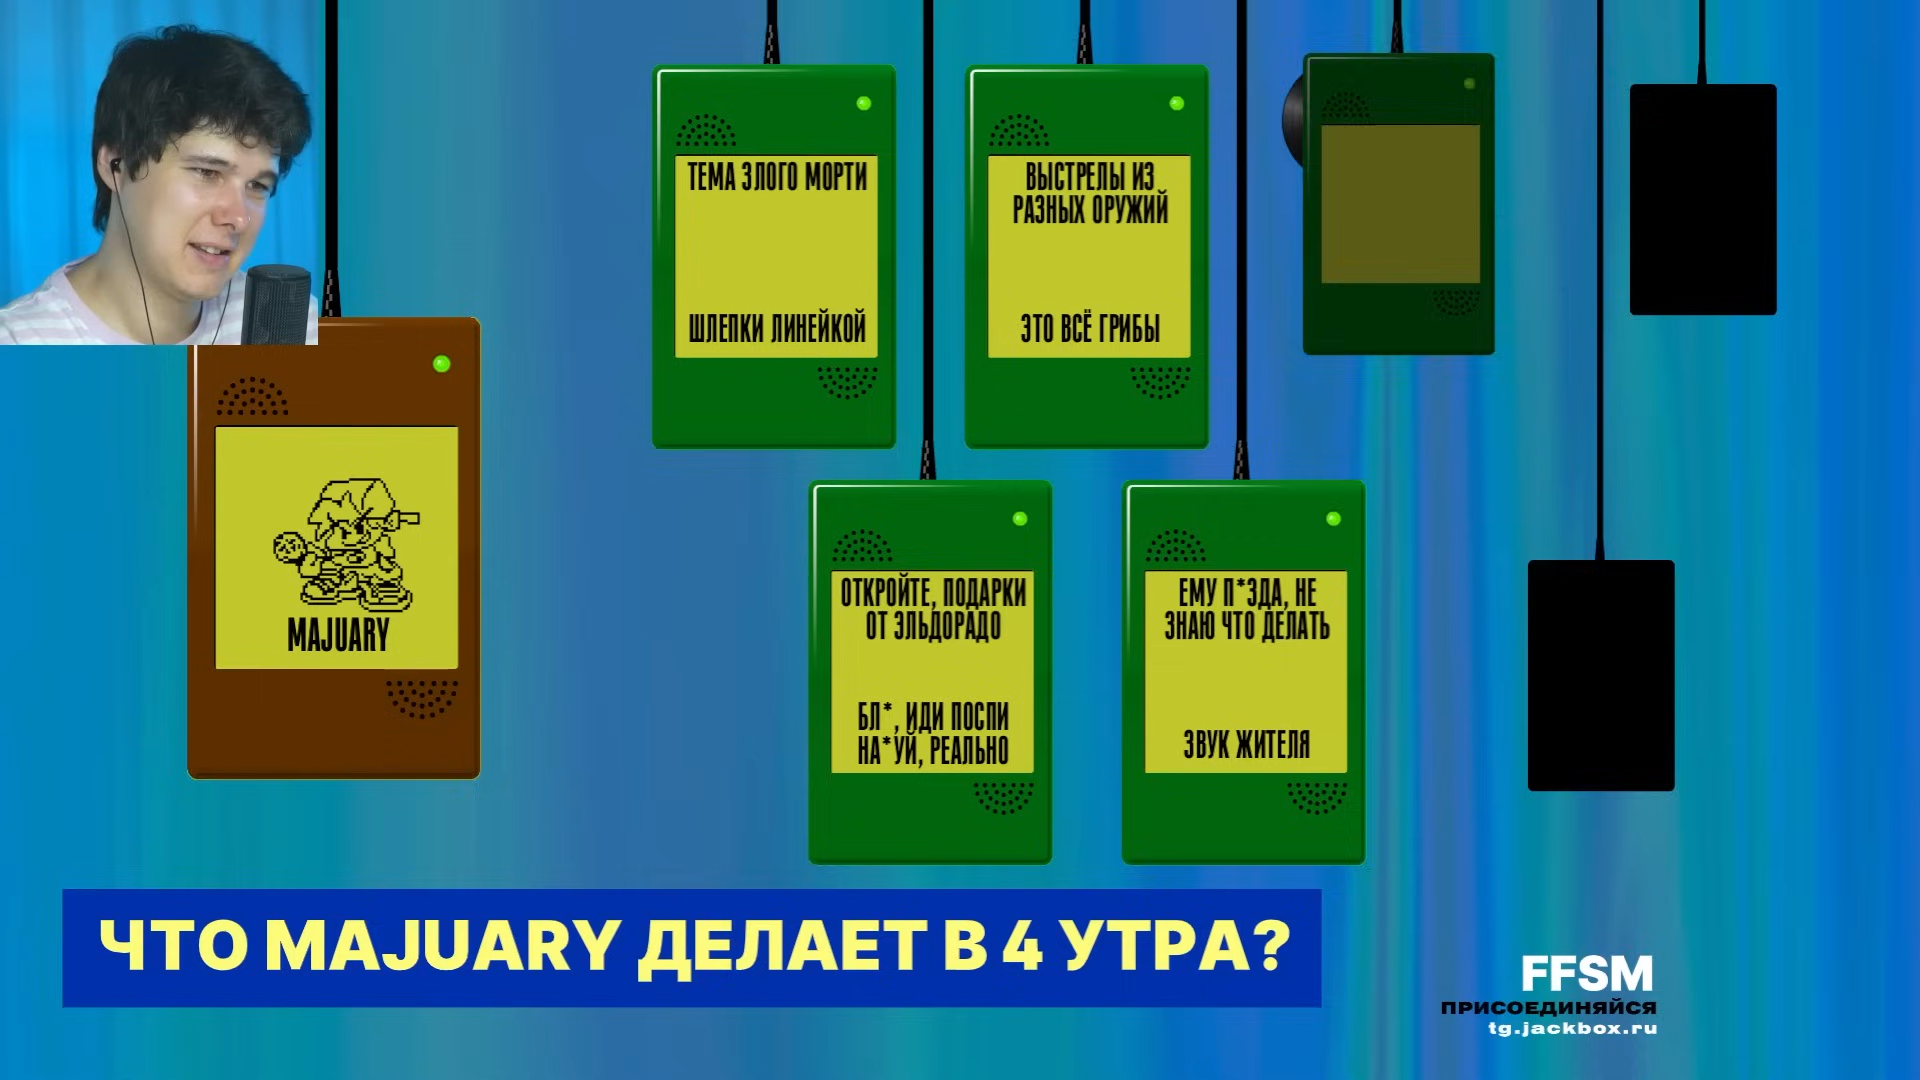 ТЕМА ЗЛОГО МОРТИ
ШЛЕПКИ ЛИНЕЙКОЙ
ВЫСТРЕЛЫ ИЗ
РАЗНЫХ ОРУЖИЙ
ЭТО ВСЁ ГРИБЫ
MAJUARY
ОТКРОЙТЕ, ПОДАРКИ
ОТ ЭЛЬДОРАДО
БЛ*, ИДИ ПОСПИ
НА*УЙ, РЕАЛЬНО
ЕМУ П*ЗДА, НЕ
ЗНАЮ ЧТО ДЕЛАТЬ
ЗВУК ЖИТЕЛЯ
ЧТО MAJUARY ДЕЛАЕТ В 4 УТРА?
FFSM
ПРИСОЕДИНЯЙСЯ
tg.jackbox.ru